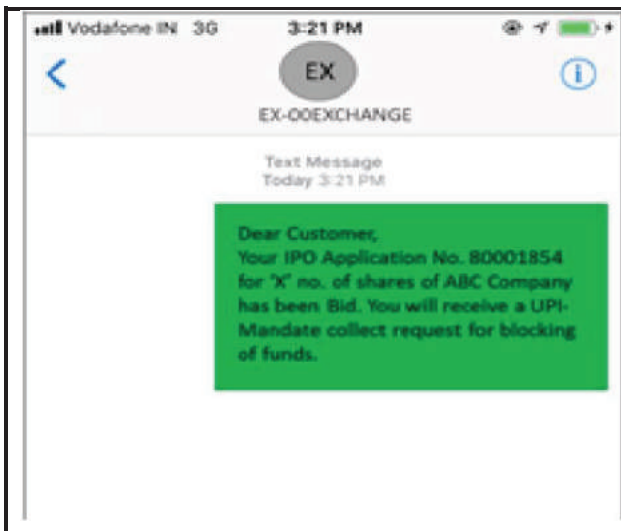 Vodafone IN 3G 3:21 PM
EX
EX-OOEXCHANGE
Text Message
Today 3:21 PM
Dear Customer,
Your IPO Application No. 80001854
for 'X' no. of shares of ABC Company
has been Bid. You will receive a UPI-
Mandate collect request for blocking
of funds.